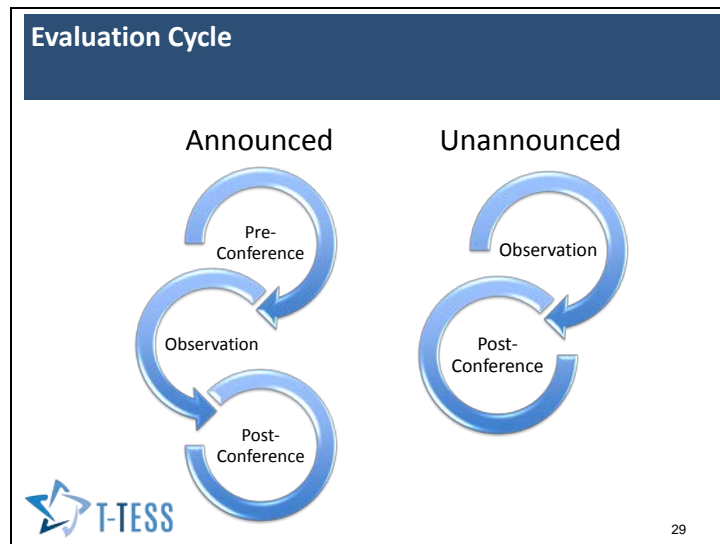 Evaluation Cycle
Announced
Pre-
Conference
Observation
Post-
Conference
Unannounced
Observation
Post-
Conference
T-TESS
29